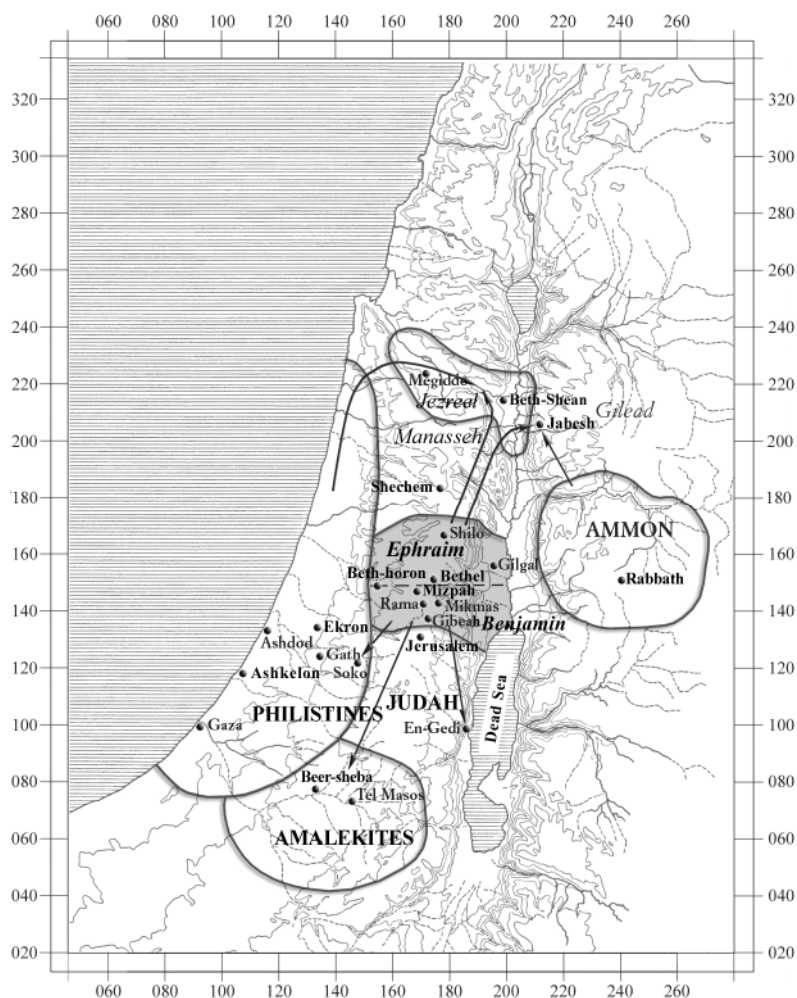 060 080 100 120 140 160 180 200 220 240 260
320 320
300 300
280 280
260 260
240 240
220 220
Megiddo
Jezreal
Beth-Shean
Gilead
Jabesh
Manasseh
200 200
Shechem
180 180
AMMON
Shilo
Ephraim
160 160
Gilgal
Beth-horon
Bethel
Rabbath
Mizpah
Rama
Mikmas
140 140
Gibeah
Benjamin
Ekron
Ashdod
Jerusalem
Gath
Soko
120 120
Ashkelon
JUDAH
PHILISTINES
Dead Sea
Gaza
En-Gedi
100 100
080 080
Beer-sheba
Tel Masos
060 060
AMALEKITES
040 040
020 020
060 080 100 120 140 160 180 200 220 240 260